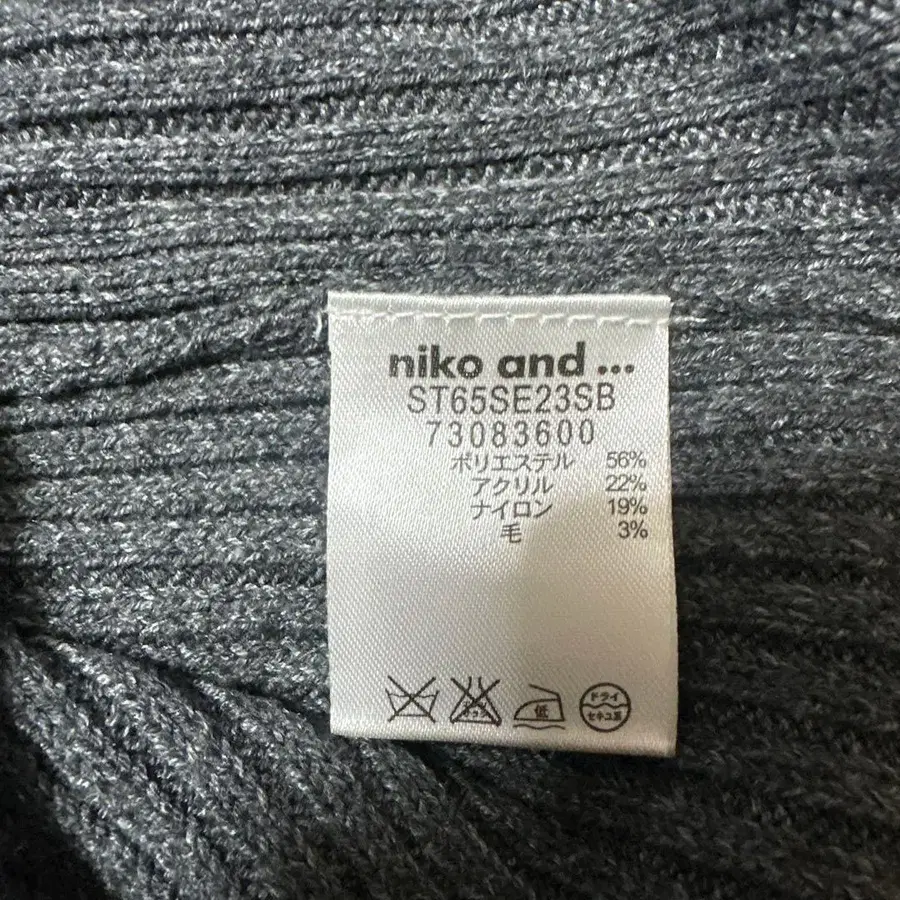 niko and ...
ST65SE23SB
73083600
ポリエステル 56%
アクリル 22%
ナイロン 19%
毛 3%
低
ドライ
セキユ系